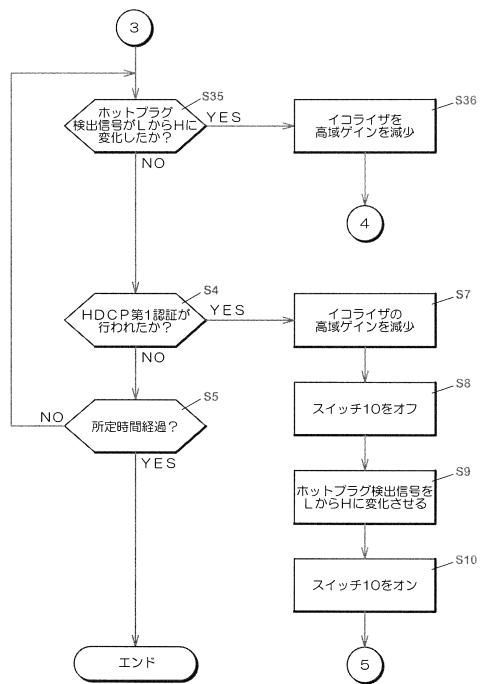 3
S35
ホットプラグ
検出信号がLからHに
変化したか?
YES
NO
S36
イコライザを
高域ゲインを減少
4
S4
HDCP第1認証が
行われたか?
YES
NO
S7
イコライザの
高域ゲインを減少
S8
スイッチ10をオフ
S5
所定時間経過?
NO
YES
S9
ホットプラグ検出信号を
LからHに変化させる
S10
スイッチ10をオン
エンド
5